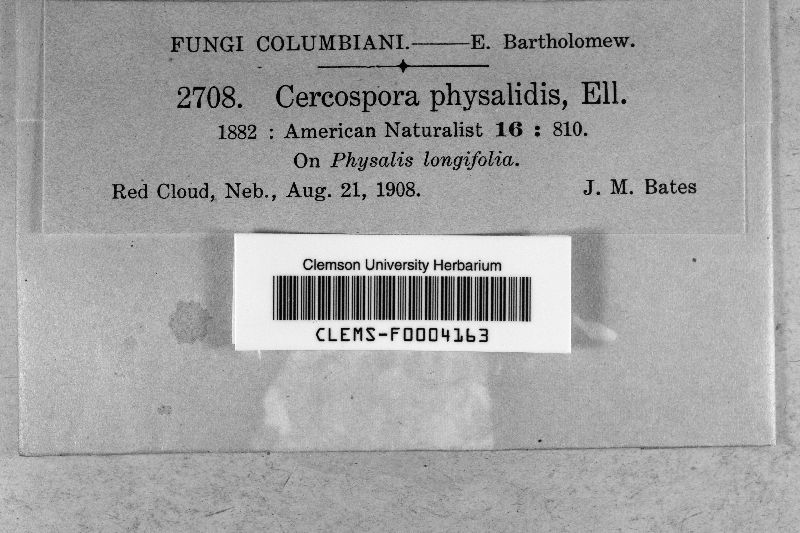 FUNGI COLUMBIANI.——E. Bartholomew.
2708. Cercospora physalidis, Ell.
1882 : American Naturalist 16 : 810.
On Physalis longifolia.
Red Cloud, Neb., Aug. 21, 1908. J. M. Bates
Clemson University Herbarium
CLEMS-F0004163